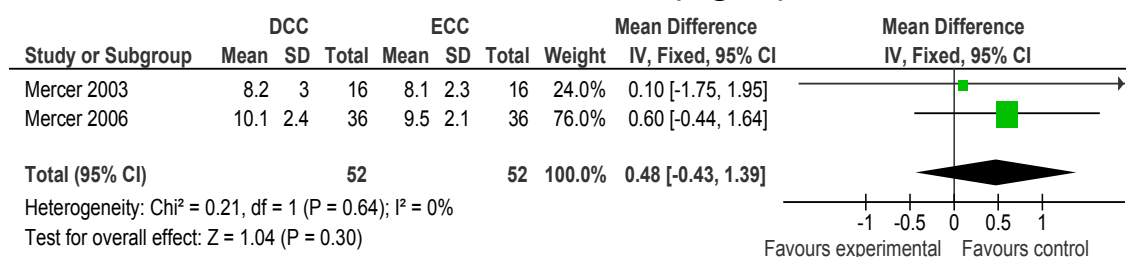 DCC ECC Mean Difference Mean Difference
Study or Subgroup Mean SD Total Mean SD Total Weight IV, Fixed, 95% CI IV, Fixed, 95% CI
Mercer 2003 8.2 3 16 8.1 2.3 16 24.0% 0.10 [-1.75, 1.95]
Mercer 2006 10.1 2.4 36 9.5 2.1 36 76.0% 0.60 [-0.44, 1.64]
Total (95% CI) 52 52 100.0% 0.48 [-0.43, 1.39]
Heterogeneity: Chi² = 0.21, df = 1 (P = 0.64); I² = 0%
Test for overall effect: Z = 1.04 (P = 0.30)
-1 -0.5 0 0.5 1
Favours experimental Favours control